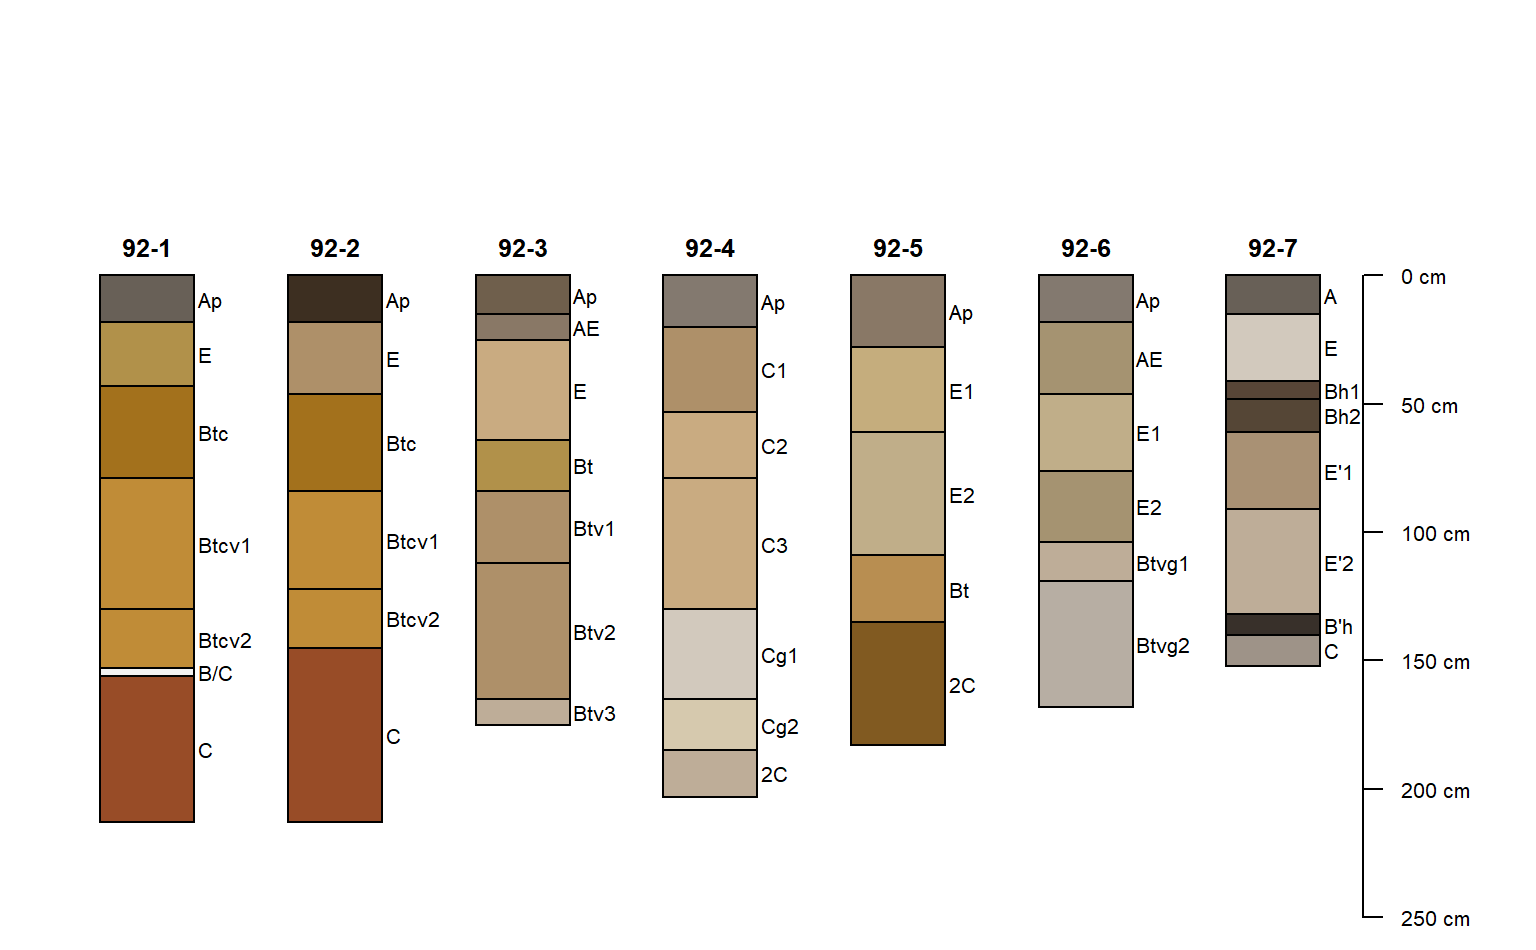 92-1
Ap
E
Btc
Btcv1
Btcv2
B/C
C
92-2
Ap
E
Btc
Btcv1
Btcv2
C
92-3
Ap
AE
E
Bt
Btv1
Btv2
Btv3
92-4
Ap
C1
C2
C3
Cg1
Cg2
2C
92-5
Ap
E1
E2
Bt
2C
92-6
Ap
AE
E1
E2
Btvg1
Btvg2
92-7
A
E
Bh1
Bh2
E'1
E'2
B'h
C
0 cm
50 cm
100 cm
150 cm
200 cm
250 cm